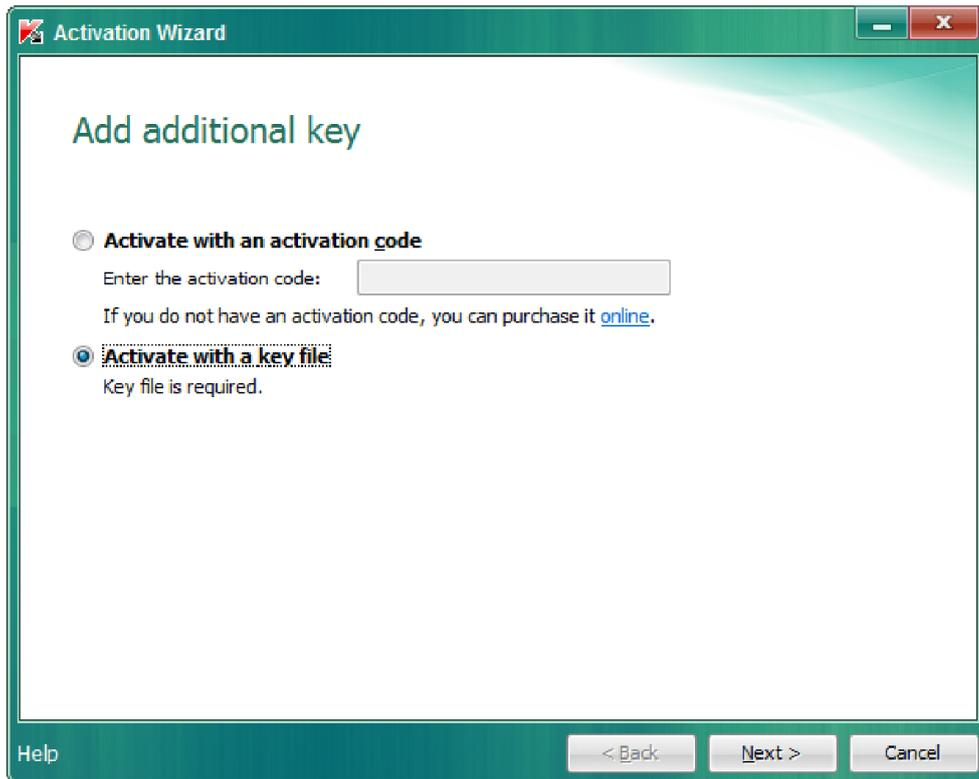 Activation Wizard
Add additional key
Activate with an activation code
Enter the activation code:
If you do not have an activation code, you can purchase it online.
Activate with a key file
Key file is required.
Help
< Back
Next >
Cancel